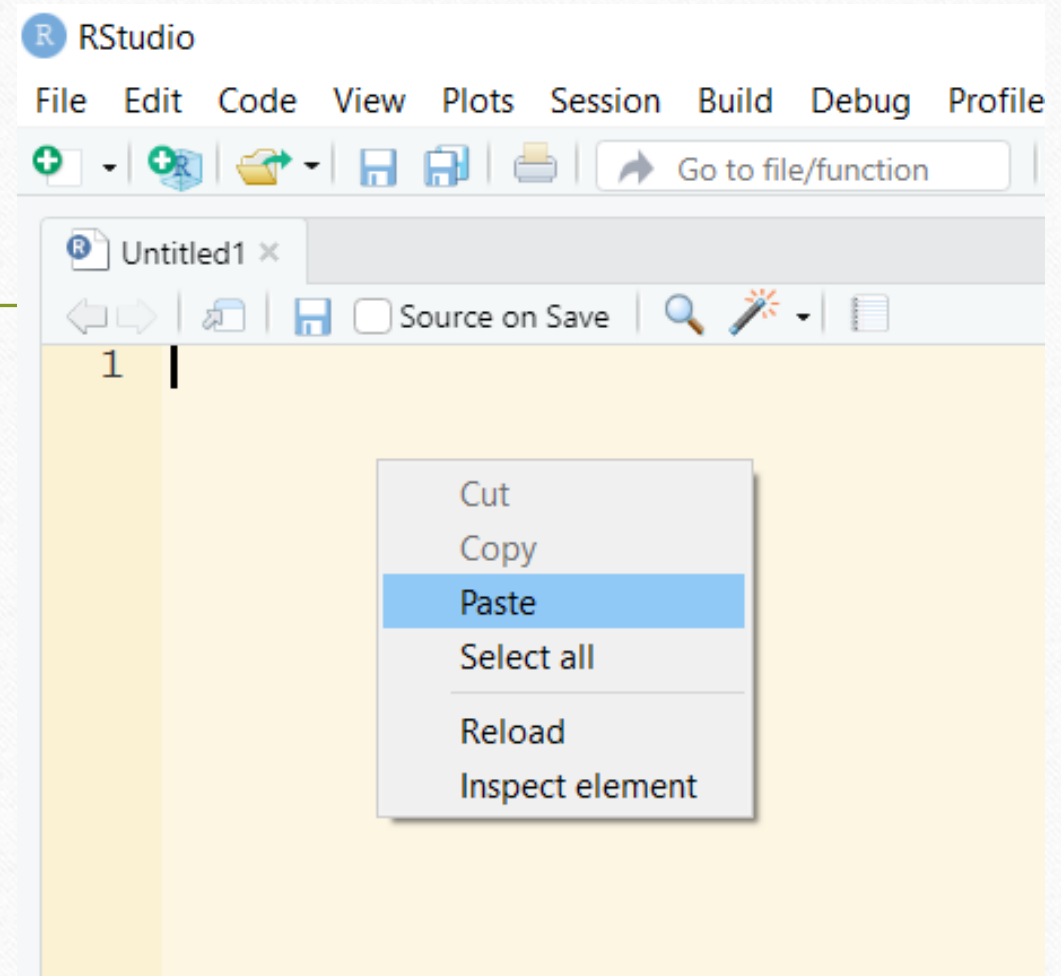 R RStudio
File Edit Code View Plots Session Build Debug Profile
R Go to file/function
R Untitled1
Source on Save
1
Cut
Copy
Paste
Select all
Reload
Inspect element